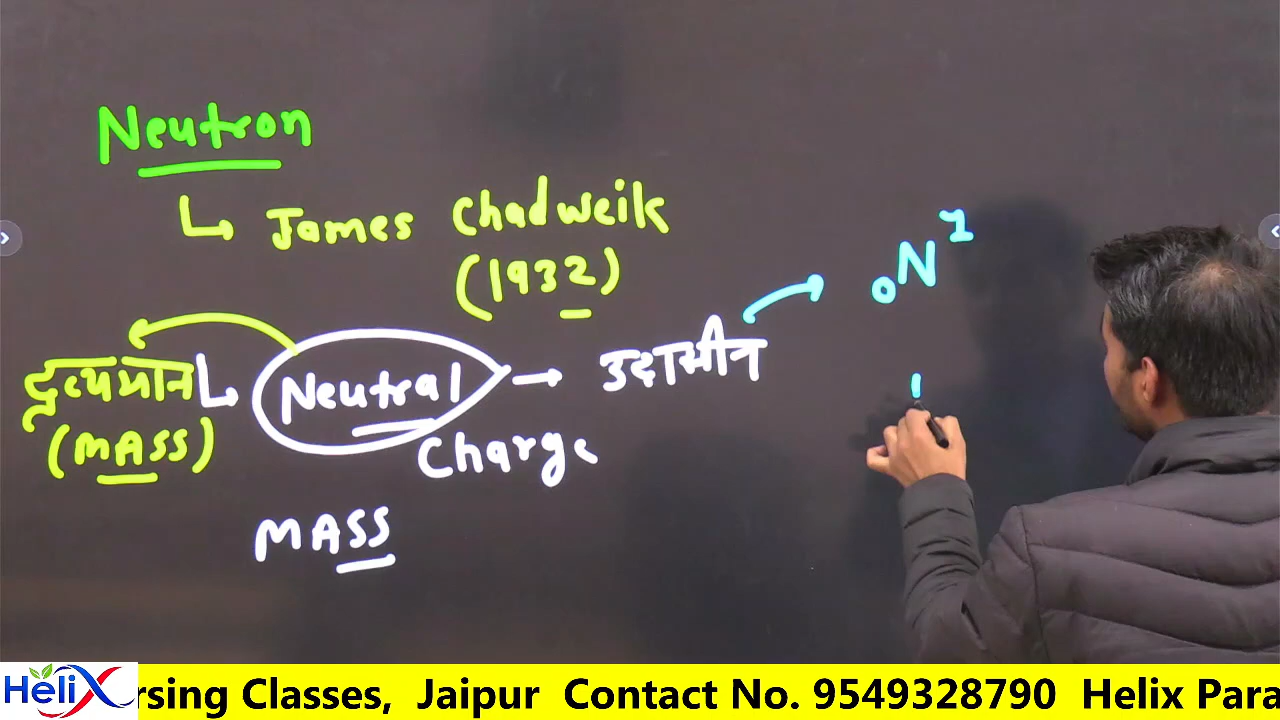 Neutron
James Chadweik
(1932)
द्रव्यमान
(MASS)
Neutral
Charge
उदासीन
₀N¹
MASS
HeliX
rsing Classes, Jaipur Contact No. 9549328790 Helix Para